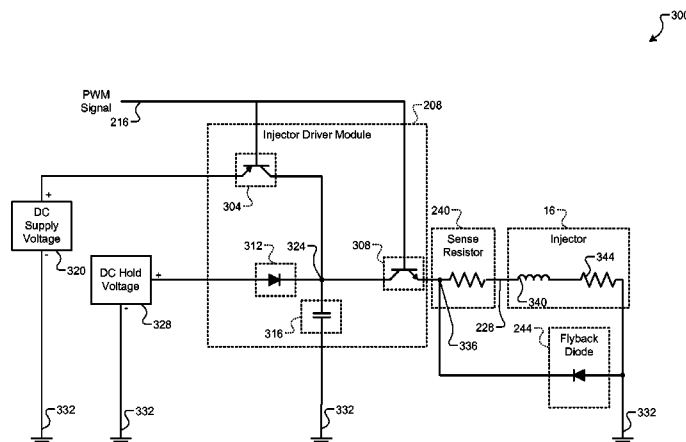 300
PWM
Signal
216
208
Injector Driver Module
304
+
DC
Supply
Voltage
-
320
DC Hold
Voltage
+
-
328
312
324
308
316
240
Sense
Resistor
16
Injector
344
340
228
336
244
Flyback
Diode
332
332
332
332